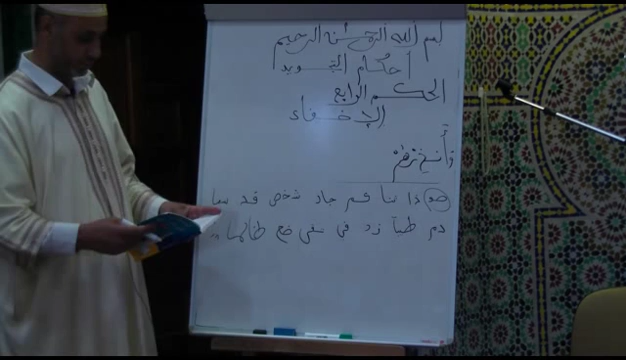 بسم الله الرحمن الرحيم
أحكام التجويد
الحكم الرابع
الإخفاء
وأنذرهم
صف ذا ثنا كم جاد شخص قد سما
دم طيبا زد في تقى ضع ظالما